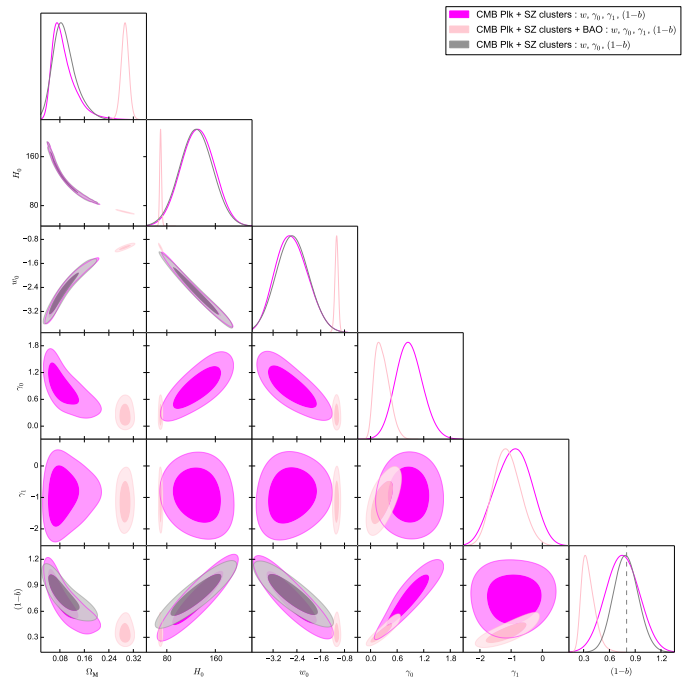 CMB Plk + SZ clusters : w, γ₀, γ₁, (1−b)
CMB Plk + SZ clusters + BAO : w, γ₀, γ₁, (1−b)
CMB Plk + SZ clusters : w, γ₀, (1−b)
H₀
160
80
w₀
−0.8
−1.6
−2.4
−3.2
γ₀
1.8
1.2
0.6
0.0
γ₁
0
−1
−2
(1−b)
1.2
0.9
0.6
0.3
0.08 0.16 0.24 0.32
80 160
−3.2 −2.4 −1.6 −0.8
0.0 0.6 1.2 1.8
−2 −1 0
0.3 0.6 0.9 1.2
Ω_M
H₀
w₀
γ₀
γ₁
(1−b)